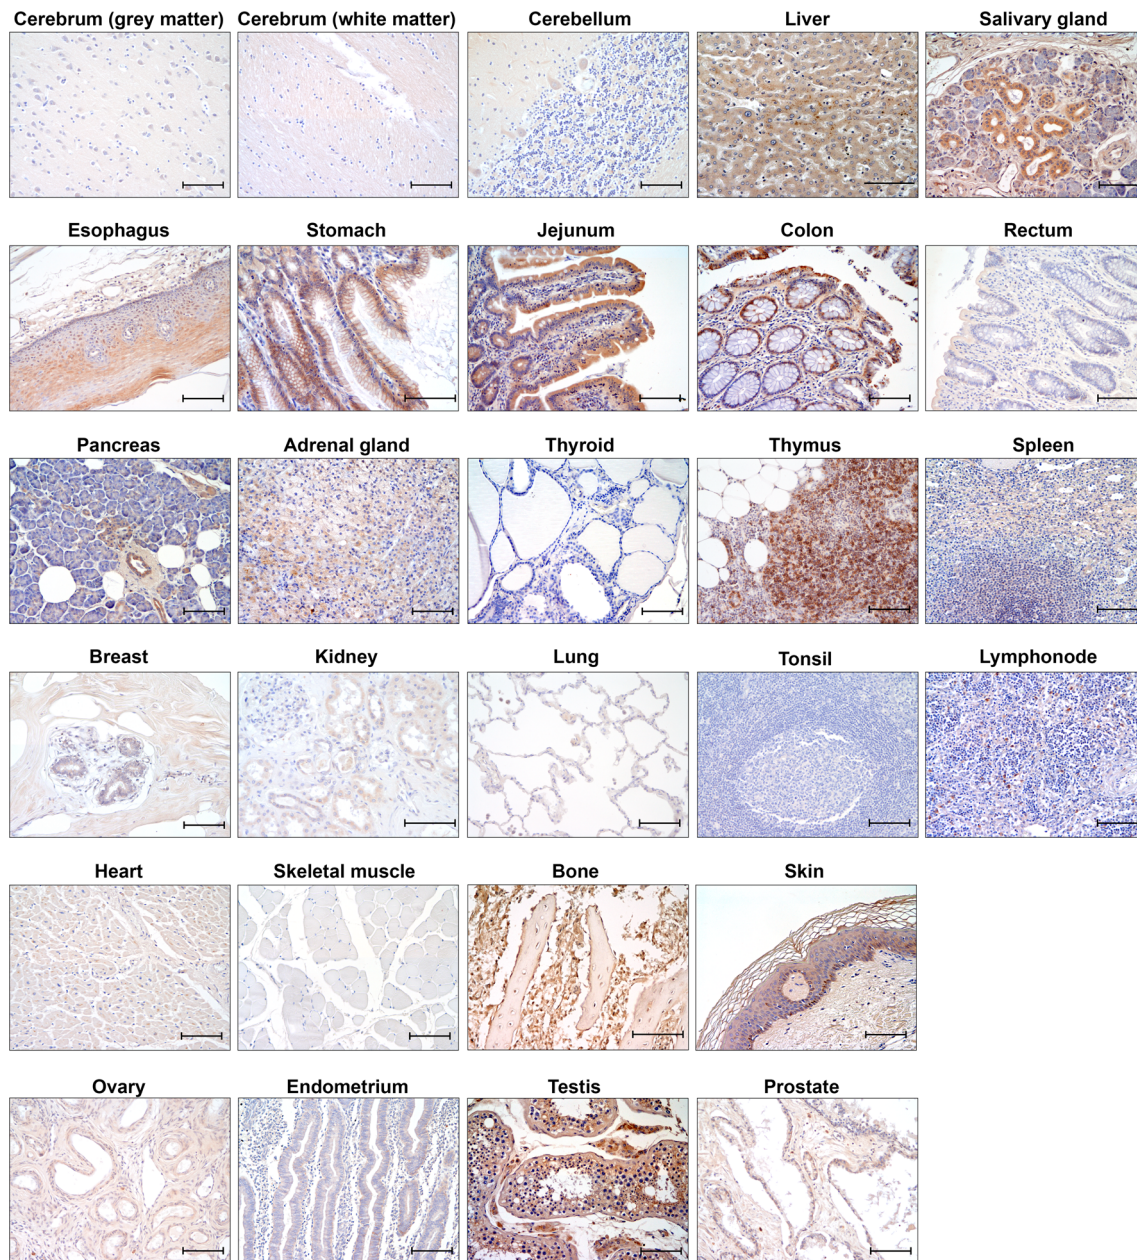 Cerebrum (grey matter) Cerebrum (white matter) Cerebellum Liver Salivary gland
Esophagus Stomach Jejunum Colon Rectum
Pancreas Adrenal gland Thyroid Thymus Spleen
Breast Kidney Lung Tonsil Lymphonode
Heart Skeletal muscle Bone Skin
Ovary Endometrium Testis Prostate